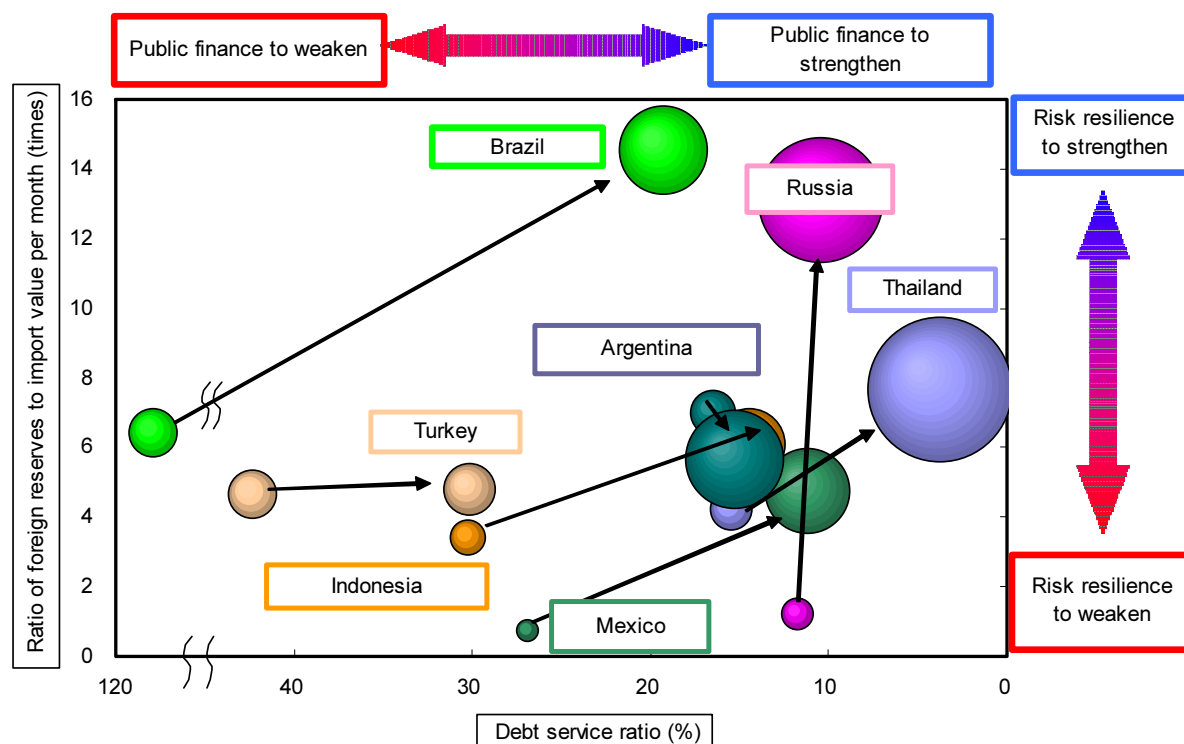 Public finance to weaken
Public finance to
strengthen
Ratio of foreign reserves to import value per month (times)
16
14
12
10
8
6
4
2
0
Brazil
Russia
Thailand
Argentina
Turkey
Indonesia
Mexico
Risk resilience
to strengthen
Risk resilience
to weaken
120
40
30
20
10
0
Debt service ratio (%)